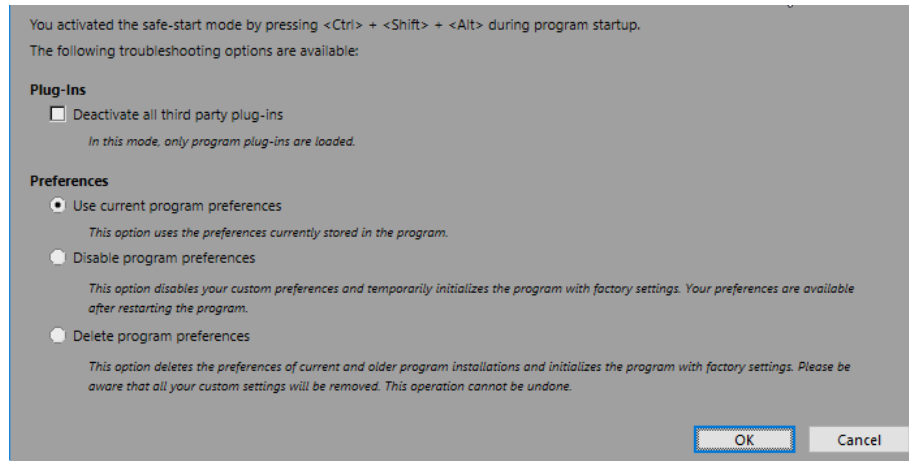 You activated the safe-start mode by pressing <Ctrl> + <Shift> + <Alt> during program startup.
The following troubleshooting options are available:
Plug-Ins
Deactivate all third party plug-ins
In this mode, only program plug-ins are loaded.
Preferences
Use current program preferences
This option uses the preferences currently stored in the program.
Disable program preferences
This option disables your custom preferences and temporarily initializes the program with factory settings. Your preferences are available
after restarting the program.
Delete program preferences
This option deletes the preferences of current and older program installations and initializes the program with factory settings. Please be
aware that all your custom settings will be removed. This operation cannot be undone.
OK Cancel